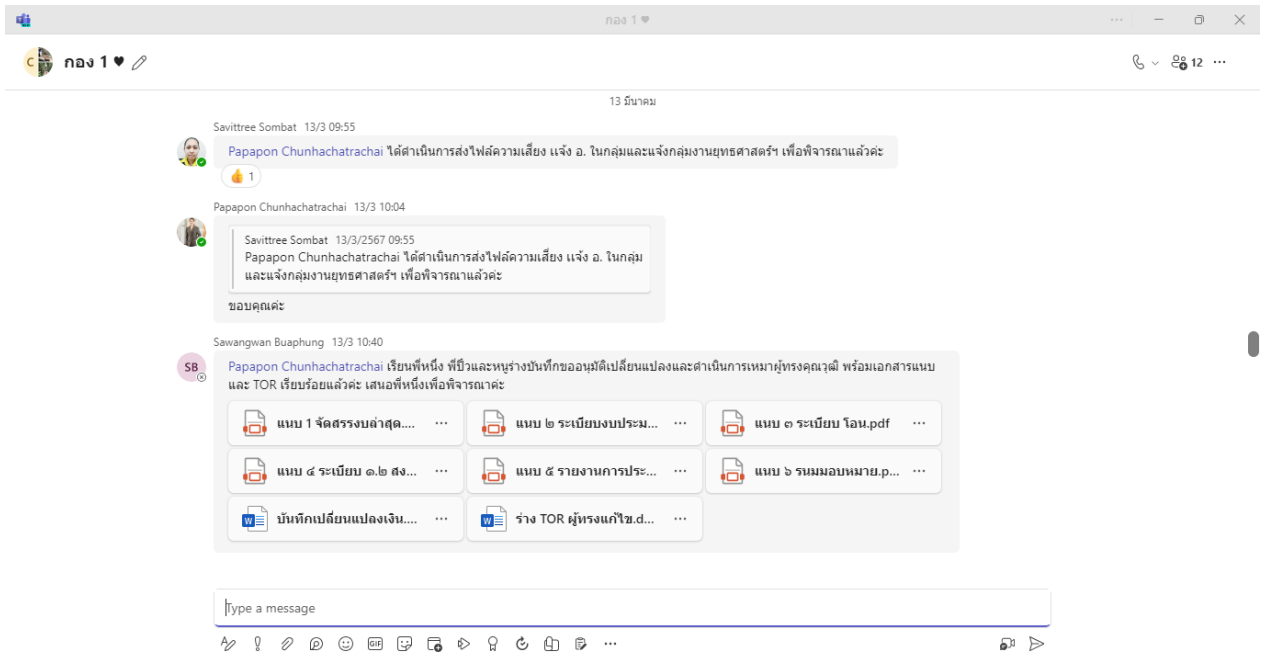 กอง 1 ♥
C กอง 1 ♥
12
13 มีนาคม
Savittree Sombat 13/3 09:55
Papapon Chunhachatrachai ได้ดำเนินการส่งไฟล์ความเสี่ยง แจ้ง อ. ในกลุ่มและแจ้งกลุ่มงานยุทธศาสตร์ฯ เพื่อพิจารณาแล้วค่ะ
👍 1
Papapon Chunhachatrachai 13/3 10:04
Savittree Sombat 13/3/2567 09:55
Papapon Chunhachatrachai ได้ดำเนินการส่งไฟล์ความเสี่ยง แจ้ง อ. ในกลุ่ม
และแจ้งกลุ่มงานยุทธศาสตร์ฯ เพื่อพิจารณาแล้วค่ะ
ขอบคุณค่ะ
Sawangwan Buaphung 13/3 10:40
SB
Papapon Chunhachatrachai เรียนพี่หนึ่ง พี่ปิ๋วและหนูร่างบันทึกขออนุมัติเปลี่ยนแปลงและดำเนินการเหมาผู้ทรงคุณวุฒิ พร้อมเอกสารแนบ
และ TOR เรียบร้อยแล้วค่ะ เสนอพี่หนึ่งเพื่อพิจารณาค่ะ
แนบ 1 จัดสรรงบล่าสุด.... แนบ ๒ ระเบียบงบประม... แนบ ๓ ระเบียบ โอน.pdf
แนบ ๔ ระเบียบ ๑.๒ สง... แนบ ๕ รายงานการประ... แนบ ๖ รนมมอบหมาย.p...
บันทึกเปลี่ยนแปลงเงิน.... ร่าง TOR ผู้ทรงแก้ไข.d...
Type a message
GIF